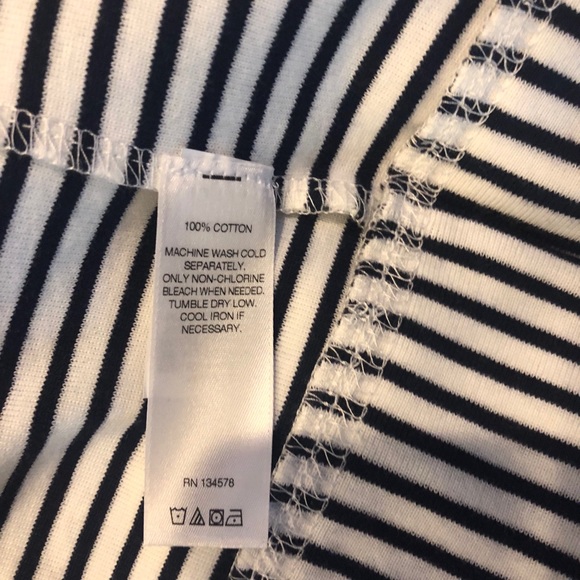 100% COTTON
MACHINE WASH COLD
SEPARATELY.
ONLY NON-CHLORINE
BLEACH WHEN NEEDED.
TUMBLE DRY LOW.
COOL IRON IF
NECESSARY.
RN 134578